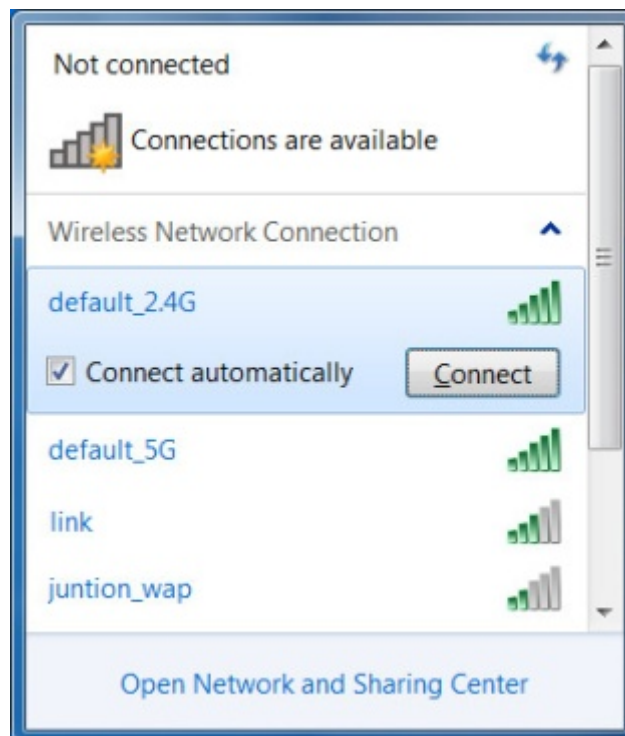 Not connected
Connections are available
Wireless Network Connection
default_2.4G
Connect automatically Connect
default_5G
link
juntion_wap
Open Network and Sharing Center